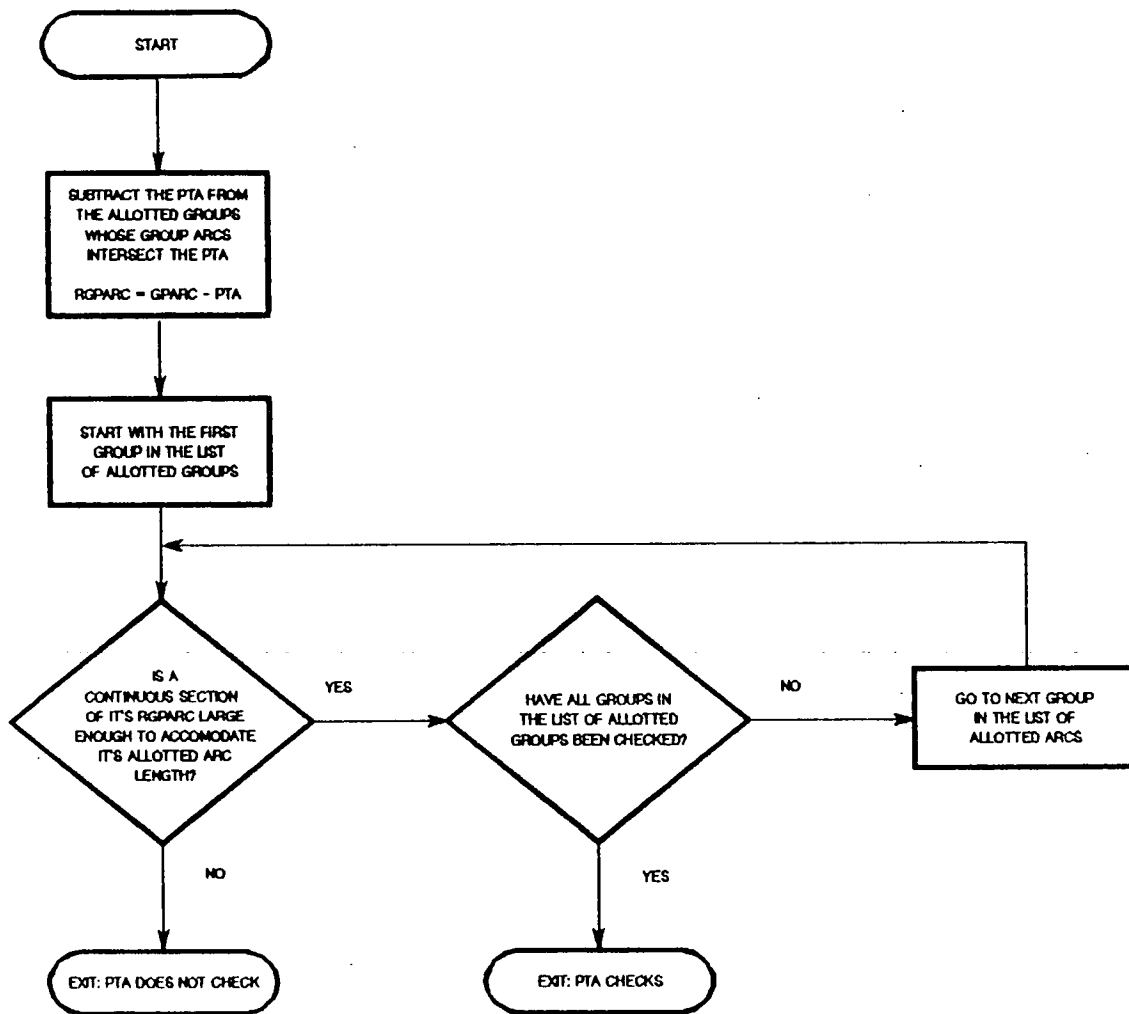 START
SUBTRACT THE PTA FROM
THE ALLOTTED GROUPS
WHOSE GROUP ARCS
INTERSECT THE PTA
RGPARC = GPARC - PTA
START WITH THE FIRST
GROUP IN THE LIST
OF ALLOTTED GROUPS
IS A
CONTINUOUS SECTION
OF IT'S RGPARC LARGE
ENOUGH TO ACCOMODATE
IT'S ALLOTTED ARC
LENGTH?
YES
HAVE ALL GROUPS IN
THE LIST OF ALLOTTED
GROUPS BEEN CHECKED?
NO
GO TO NEXT GROUP
IN THE LIST OF
ALLOTTED ARCS
NO
YES
EXIT: PTA DOES NOT CHECK
EXIT: PTA CHECKS